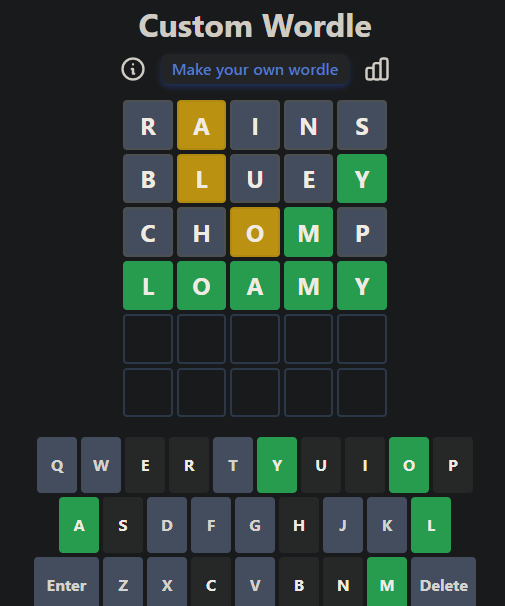 Custom Wordle
Make your own wordle
R A I N S
B L U E Y
C H O M P
L O A M Y
Q W E R T Y U I O P
A S D F G H J K L
Enter Z X C V B N M Delete